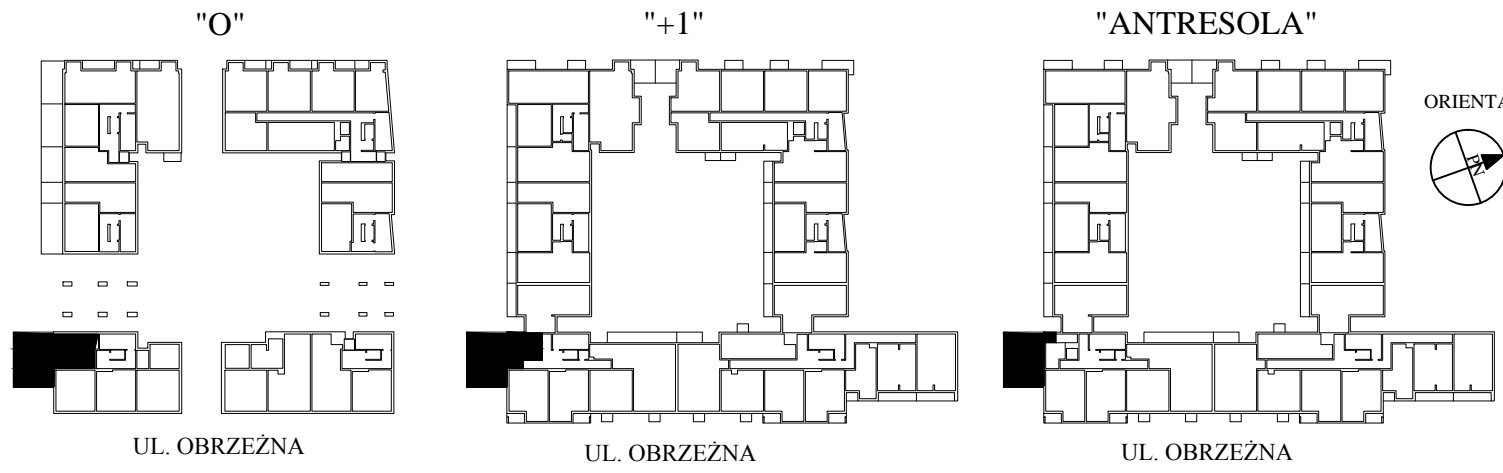 "O"
"+1"
"ANTRESOLA"
ORIENTA
PN
UL. OBRZEŻNA
UL. OBRZEŻNA
UL. OBRZEŻNA